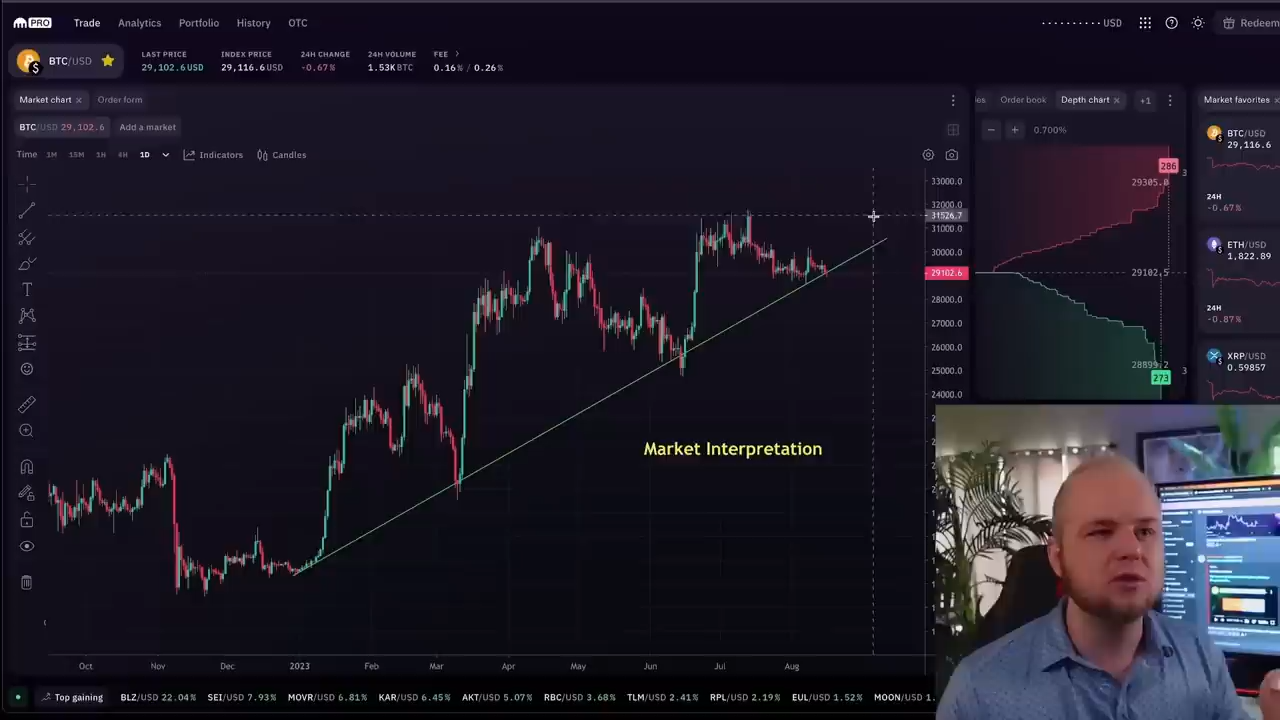 PRO Trade Analytics Portfolio History OTC ·········· USD Redeem
BTC/USD
LAST PRICE INDEX PRICE 24H CHANGE 24H VOLUME FEE
29,102.6 USD 29,116.6 USD -0.67% 1.53K BTC 0.16% / 0.26%
Market chart Order form
BTC/USD 29,102.6 Add a market
Time 1M 15M 1H 4H 1D Indicators Candles
33000.0
32000.0
31526.7
31000.0
30000.0
29102.6
28000.0
27000.0
26000.0
25000.0
24000.0
Oct Nov Dec 2023 Feb Mar Apr May Jun Jul Aug
Market Interpretation
Order book Depth chart +1
0.700%
286
29305.0
29102.5
28899.2
273
Market favorites
BTC/USD
29,116.6
24H
-0.67%
ETH/USD
1,822.89
24H
-0.87%
XRP/USD
0.59857
Top gaining BLZ/USD 22.04% SEI/USD 7.93% MOVR/USD 6.81% KAR/USD 6.45% AKT/USD 5.07% RBC/USD 3.68% TLM/USD 2.41% RPL/USD 2.19% EUL/USD 1.52% MOON/USD 1.